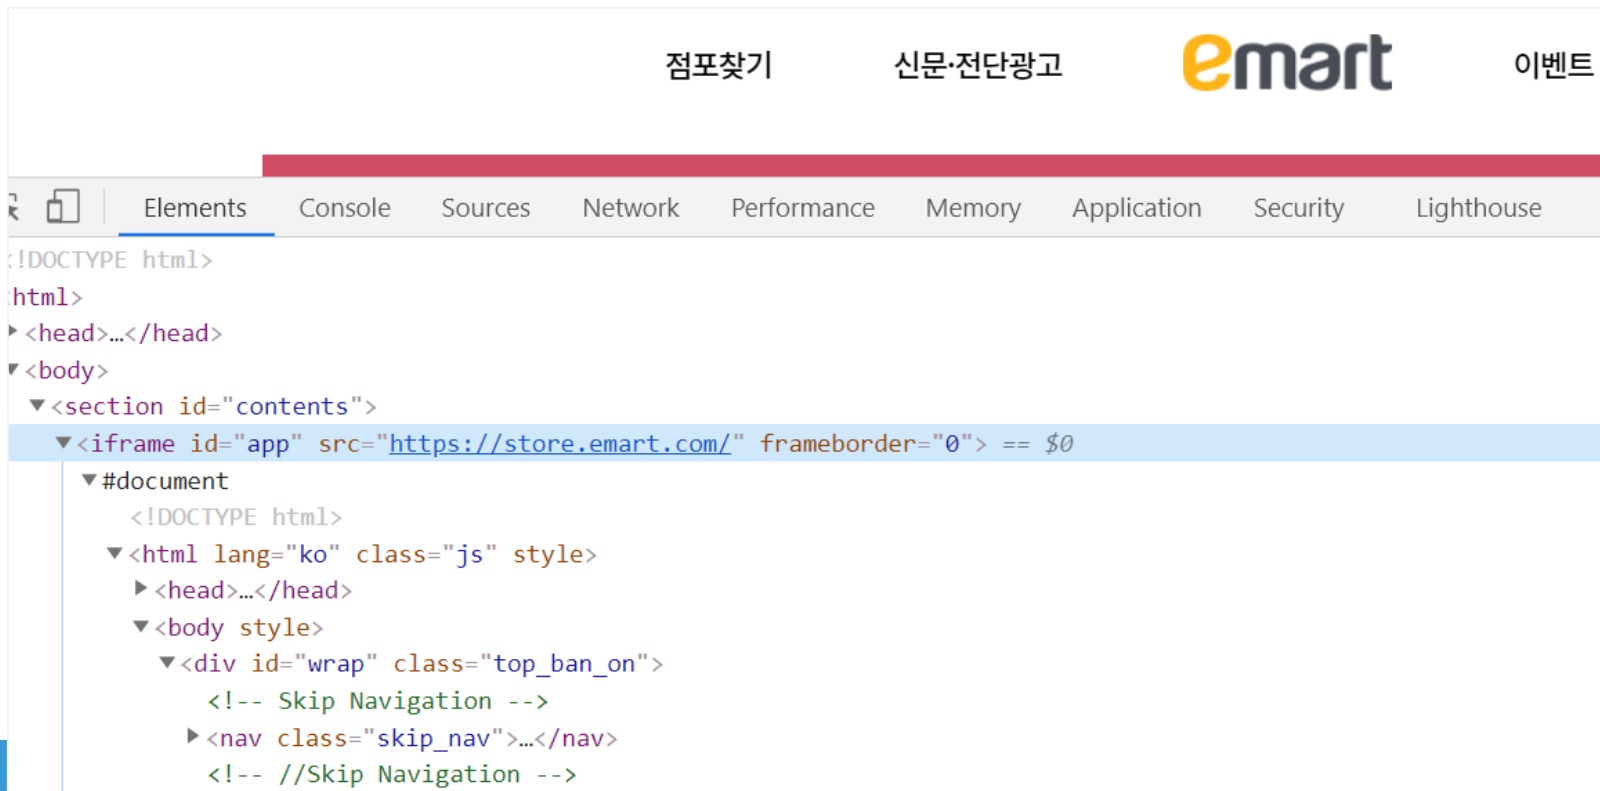 점포찾기 신문·전단광고 emart 이벤트
Elements Console Sources Network Performance Memory Application Security Lighthouse
<!DOCTYPE html>
html>
<head>…</head>
<body>
<section id="contents">
<iframe id="app" src="https://store.emart.com/" frameborder="0"> == $0
#document
<!DOCTYPE html>
<html lang="ko" class="js" style>
<head>…</head>
<body style>
<div id="wrap" class="top_ban_on">
<!-- Skip Navigation -->
<nav class="skip_nav">…</nav>
<!-- //Skip Navigation -->